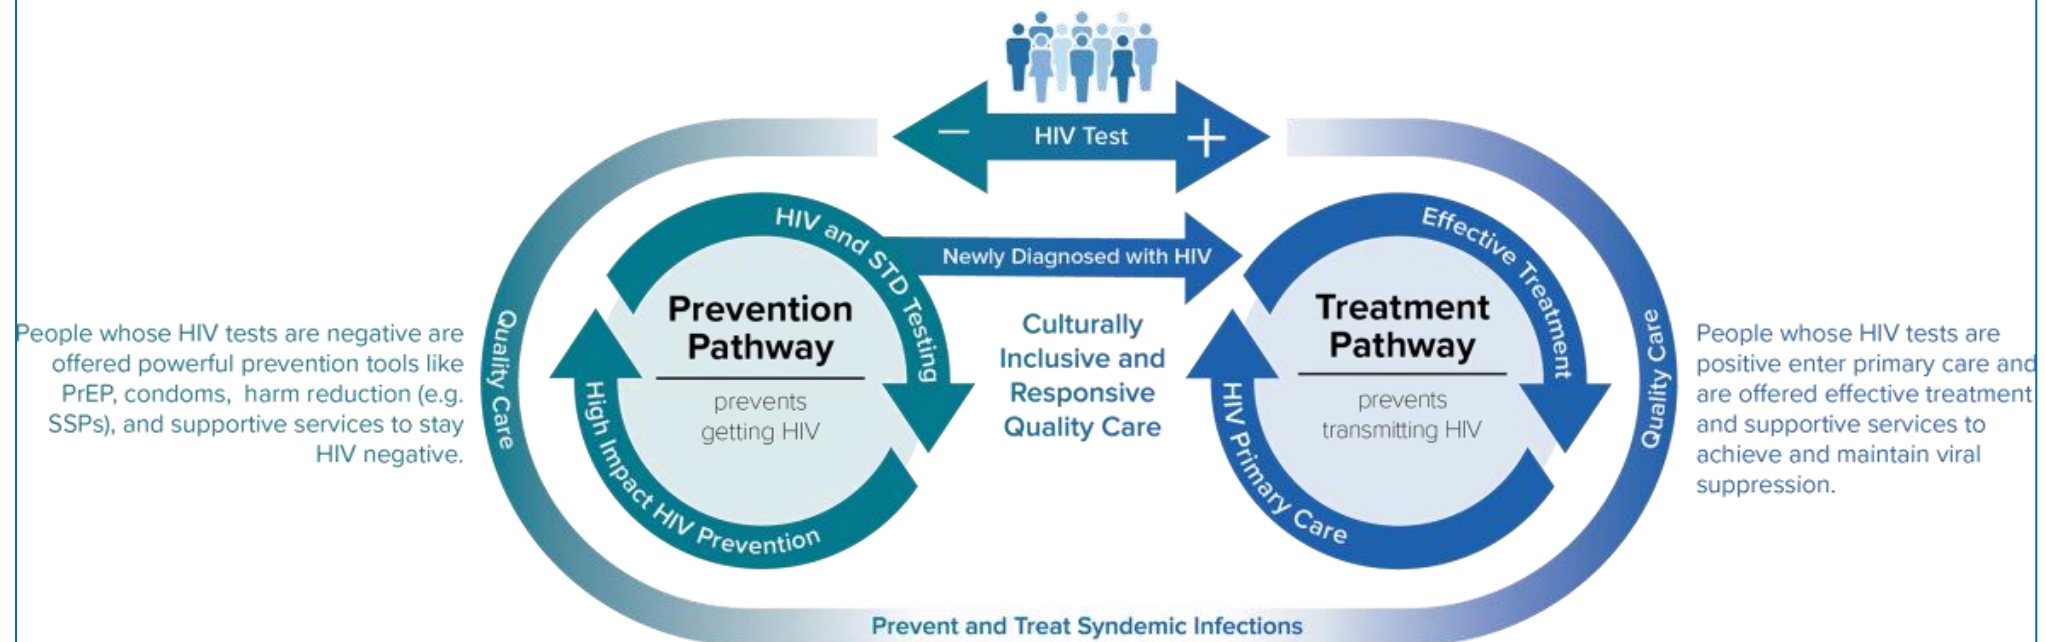 − HIV Test +
HIV and STD Testing
Newly Diagnosed with HIV
Effective Treatment
Prevention
Pathway
prevents
getting HIV
High Impact HIV Prevention
Culturally
Inclusive and
Responsive
Quality Care
Treatment
Pathway
prevents
transmitting HIV
HIV Primary Care
Quality Care
People whose HIV tests are negative are
offered powerful prevention tools like
PrEP, condoms, harm reduction (e.g.
SSPs), and supportive services to stay
HIV negative.
Quality Care
People whose HIV tests are
positive enter primary care and
are offered effective treatment
and supportive services to
achieve and maintain viral
suppression.
Prevent and Treat Syndemic Infections